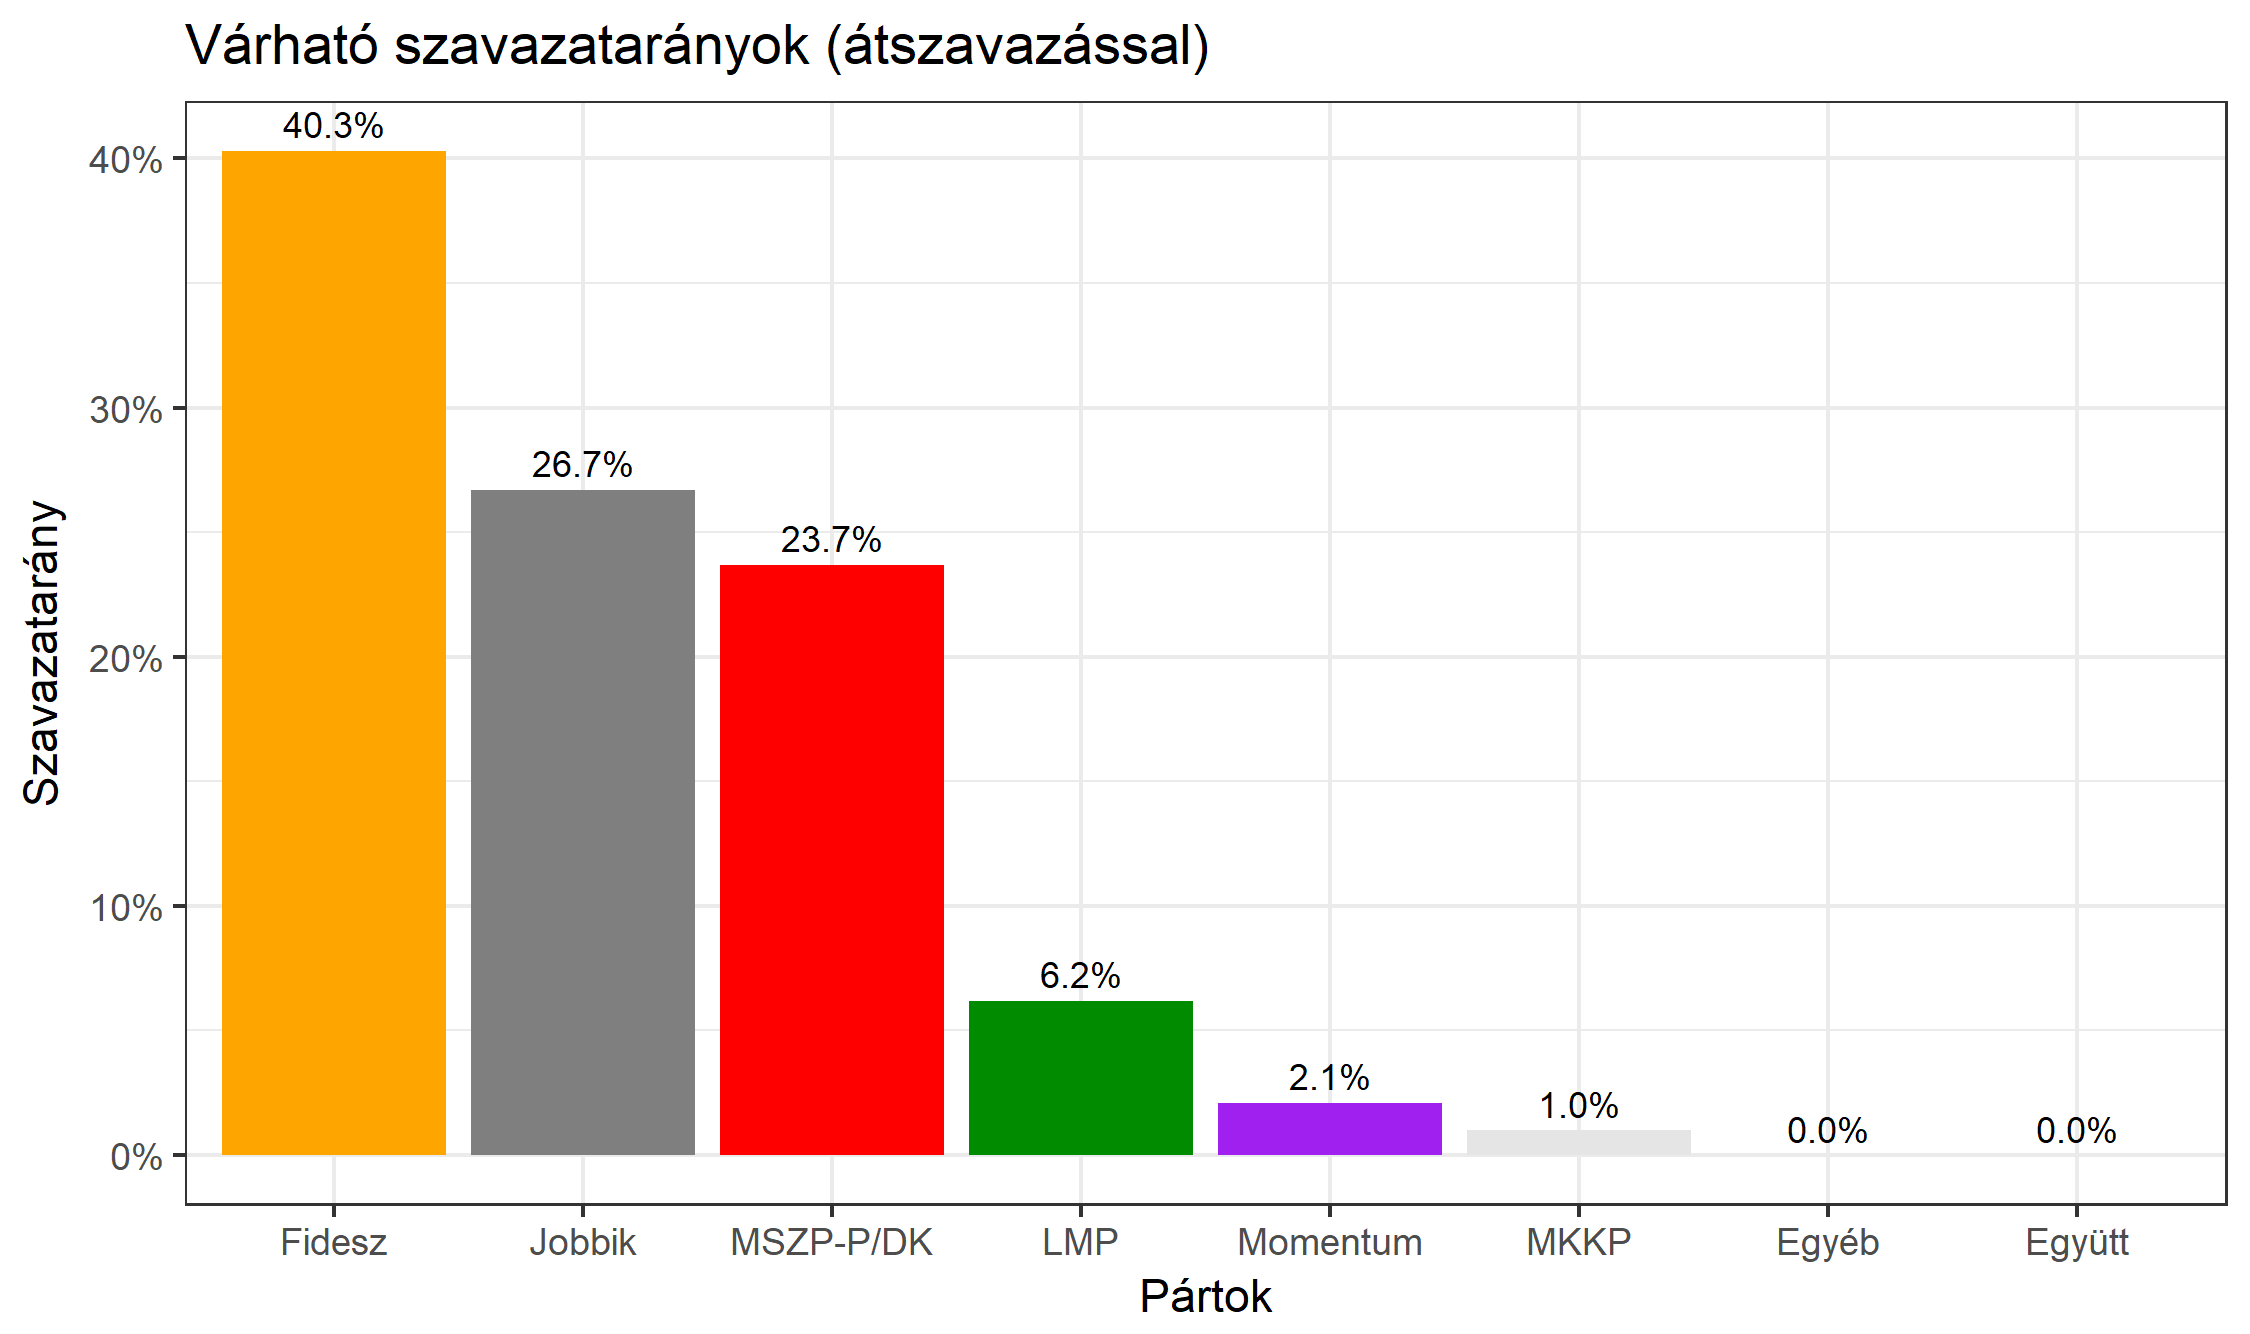 Várható szavazatarányok (átszavazással)
40.3%
26.7%
23.7%
6.2%
2.1%
1.0%
0.0%
0.0%
40%
30%
20%
10%
0%
Szavazatarány
Fidesz
Jobbik
MSZP-P/DK
LMP
Momentum
MKKP
Egyéb
Együtt
Pártok